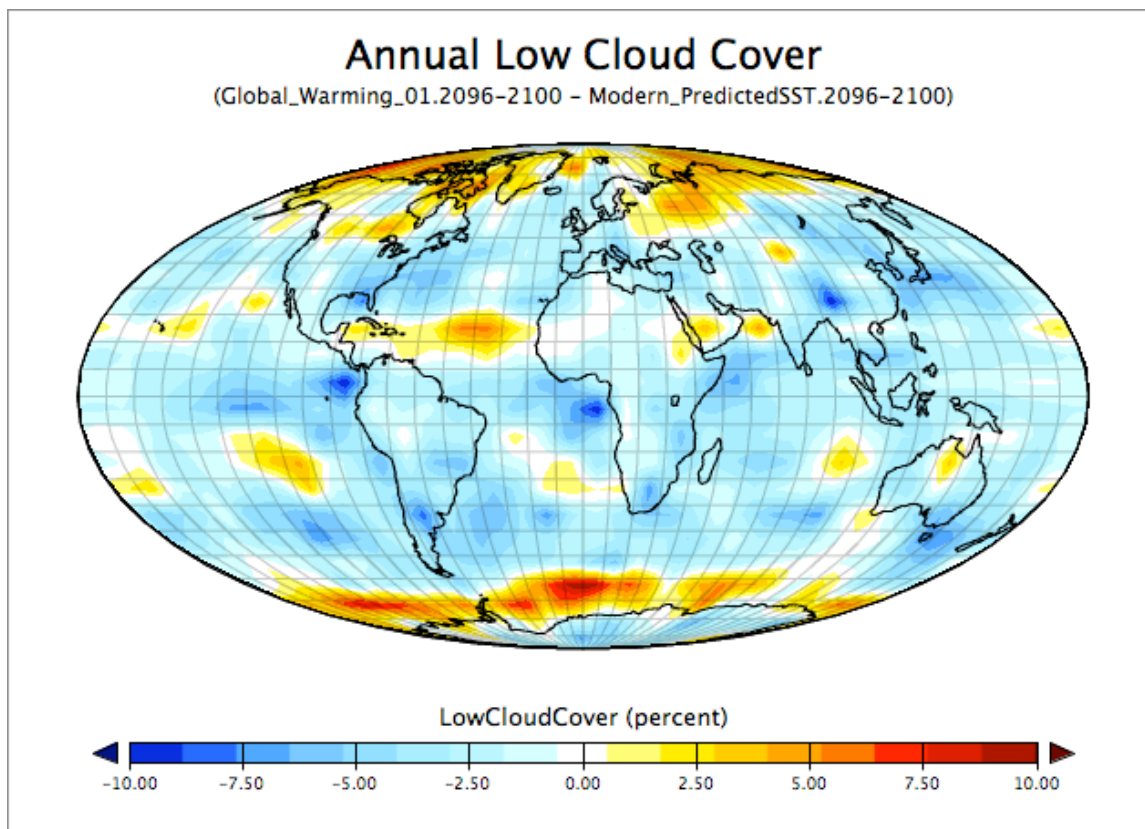 Annual Low Cloud Cover
(Global_Warming_01.2096-2100 - Modern_PredictedSST.2096-2100)
LowCloudCover (percent)
-10.00 -7.50 -5.00 -2.50 0.00 2.50 5.00 7.50 10.00